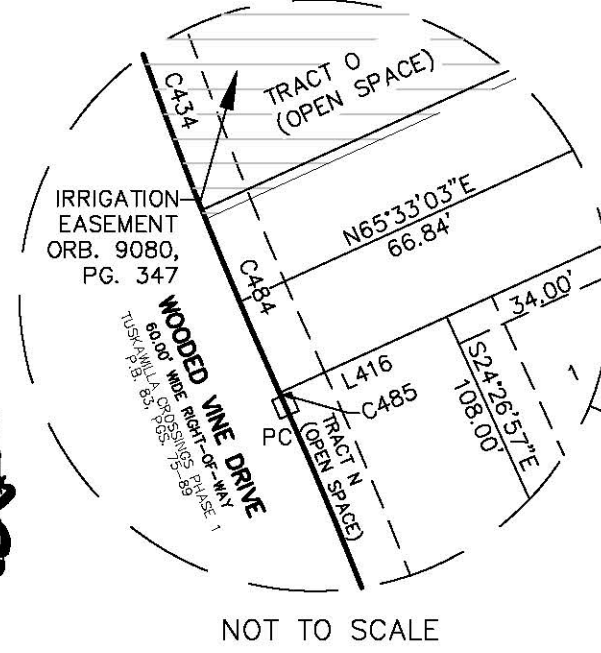 C434
TRACT O
(OPEN SPACE)
IRRIGATION
EASEMENT
ORB. 9080,
PG. 347
N65°33'03"E
66.84'
C484
34.00'
WOODED VINE DRIVE
60.00' WIDE RIGHT-OF-WAY
TUSKAWILLA CROSSINGS PHASE 1
P.B. 83, PGS. 75-89
L416
C485
PC
TRACT N
(OPEN SPACE)
S24°26'57"E
108.00'
1
NOT TO SCALE